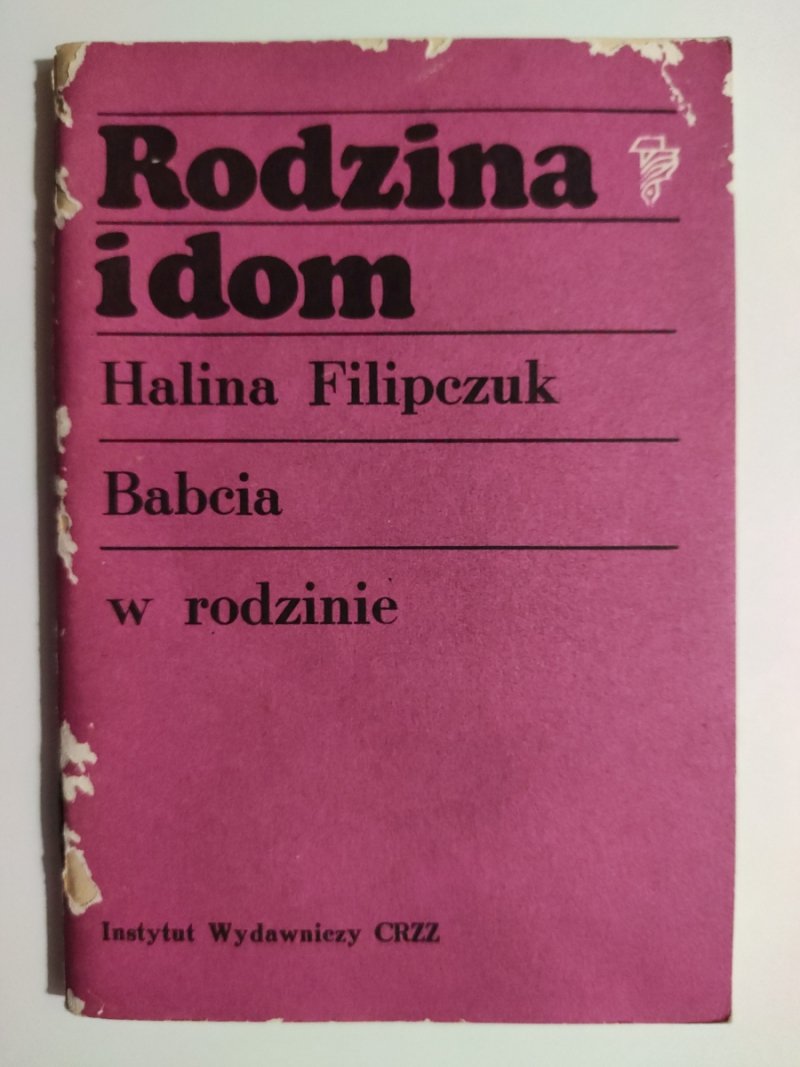 Rodzina
i dom
Halina Filipczuk
Babcia
w rodzinie
Instytut Wydawniczy CRZZ